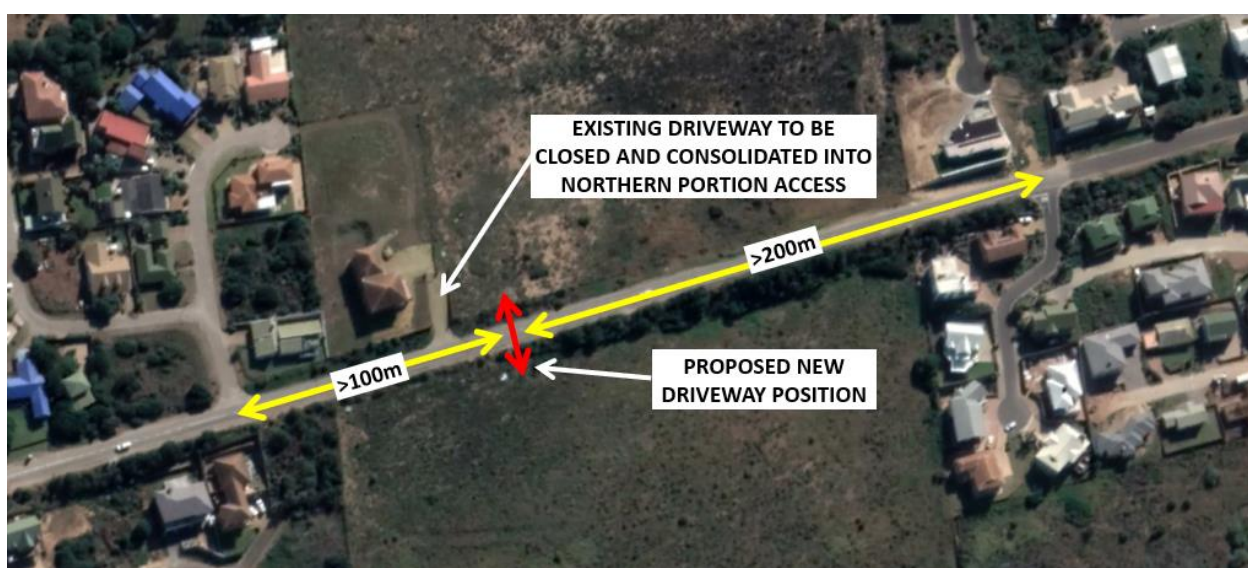 EXISTING DRIVEWAY TO BE
CLOSED AND CONSOLIDATED INTO
NORTHERN PORTION ACCESS
>200m
>100m
PROPOSED NEW
DRIVEWAY POSITION